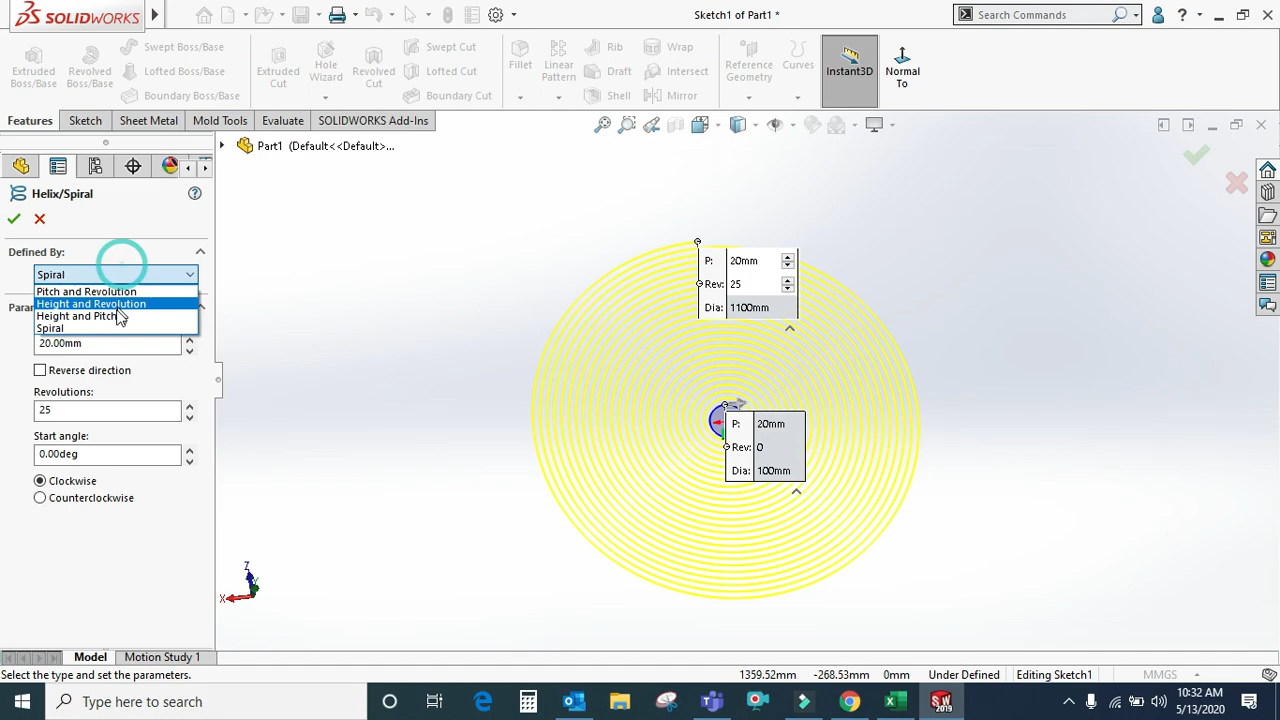 SOLIDWORKS
Sketch1 of Part1 *
Search Commands
Extruded Boss/Base
Revolved Boss/Base
Swept Boss/Base
Lofted Boss/Base
Boundary Boss/Base
Extruded Cut
Hole Wizard
Revolved Cut
Swept Cut
Lofted Cut
Boundary Cut
Fillet
Linear Pattern
Rib
Draft
Shell
Wrap
Intersect
Mirror
Reference Geometry
Curves
Instant3D
Normal To
Features
Sketch
Sheet Metal
Mold Tools
Evaluate
SOLIDWORKS Add-Ins
Part1 (Default<<Default>...
Helix/Spiral
Defined By:
Spiral
Pitch and Revolution
Height and Revolution
Height and Pitch
Spiral
20.00mm
Reverse direction
Revolutions:
25
Start angle:
0.00deg
Clockwise
Counterclockwise
P: 20mm
Rev: 25
Dia: 1100mm
P: 20mm
Rev: 0
Dia: 100mm
Z
Y
X
Model
Motion Study 1
Select the type and set the parameters.
1359.52mm
-268.53mm
0mm
Under Defined
Editing Sketch1
MMGS
Type here to search
SW
2019
10:32 AM
5/13/2020